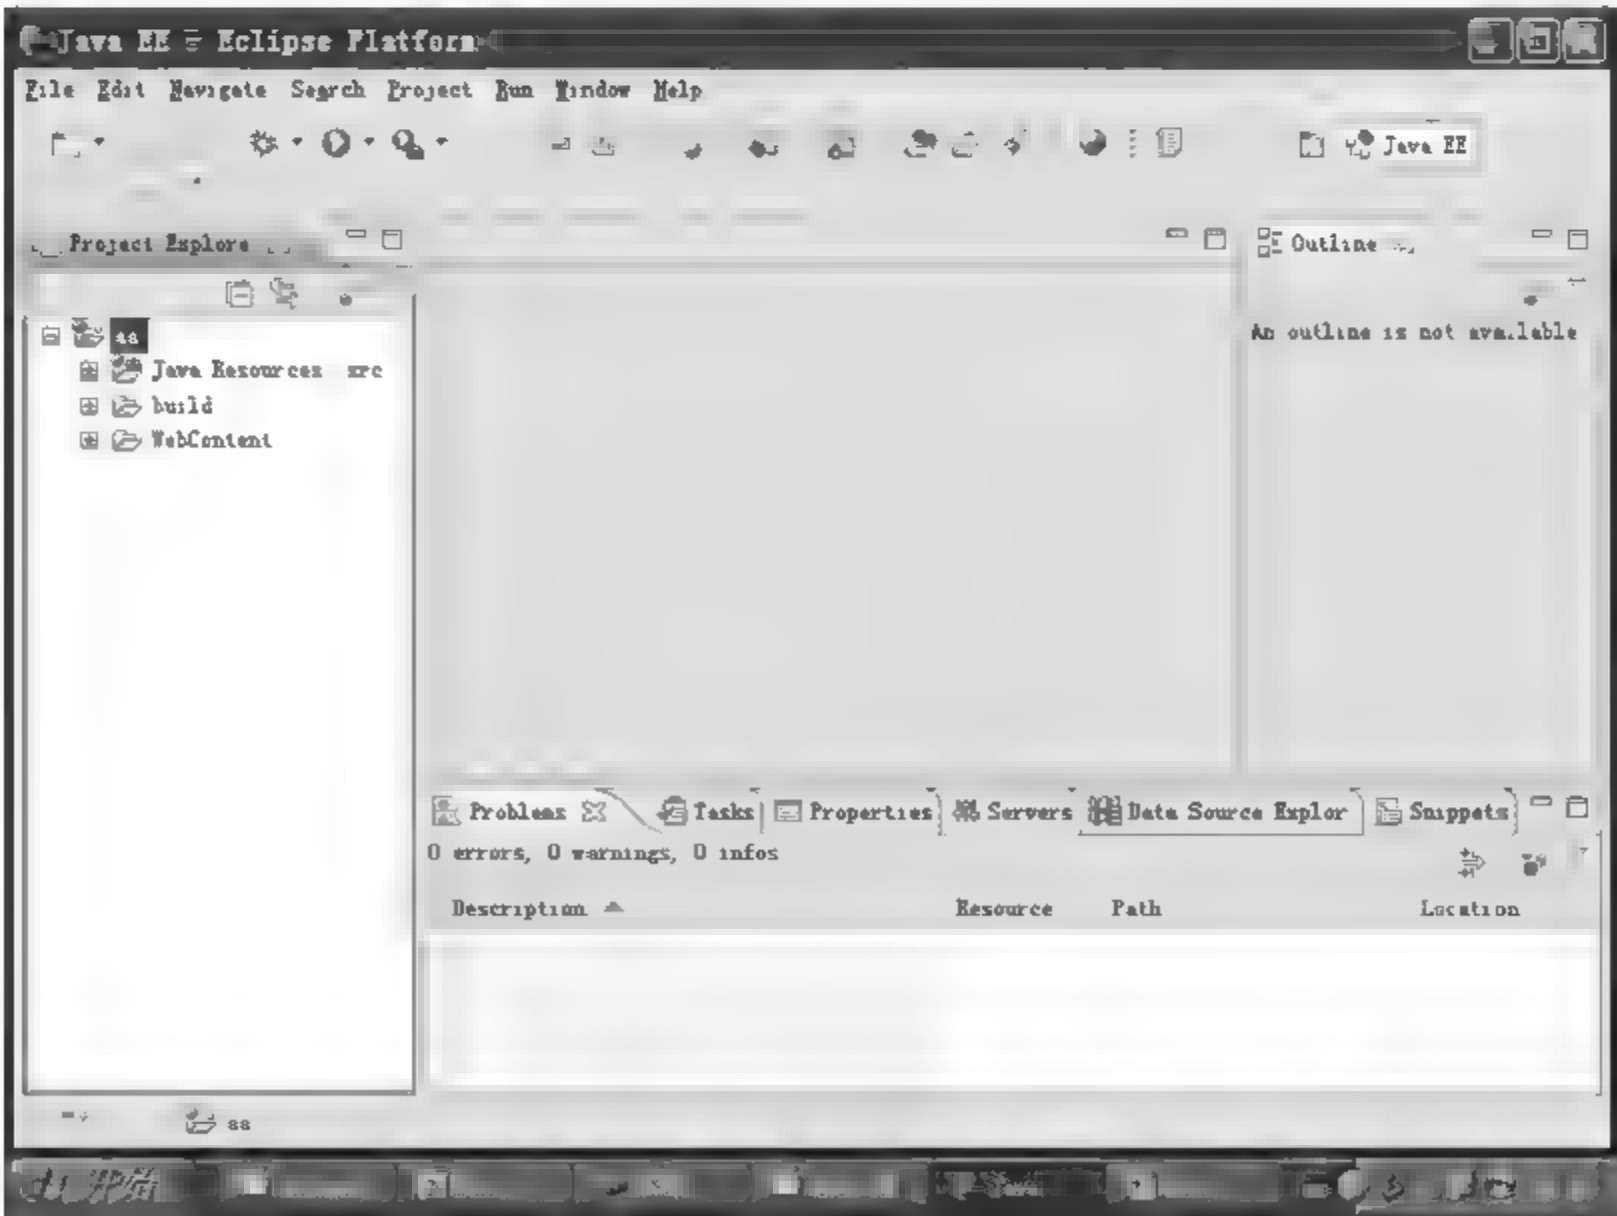 Java EE - Eclipse Platform
File Edit Navigate Search Project Run Window Help
Java EE
Project Explore
Outline
aa
An outline is not available
Java Resources src
build
WebContent
Problems Tasks Properties Servers Data Source Explor Snippets
0 errors, 0 warnings, 0 infos
Description Resource Path Location
aa
开始